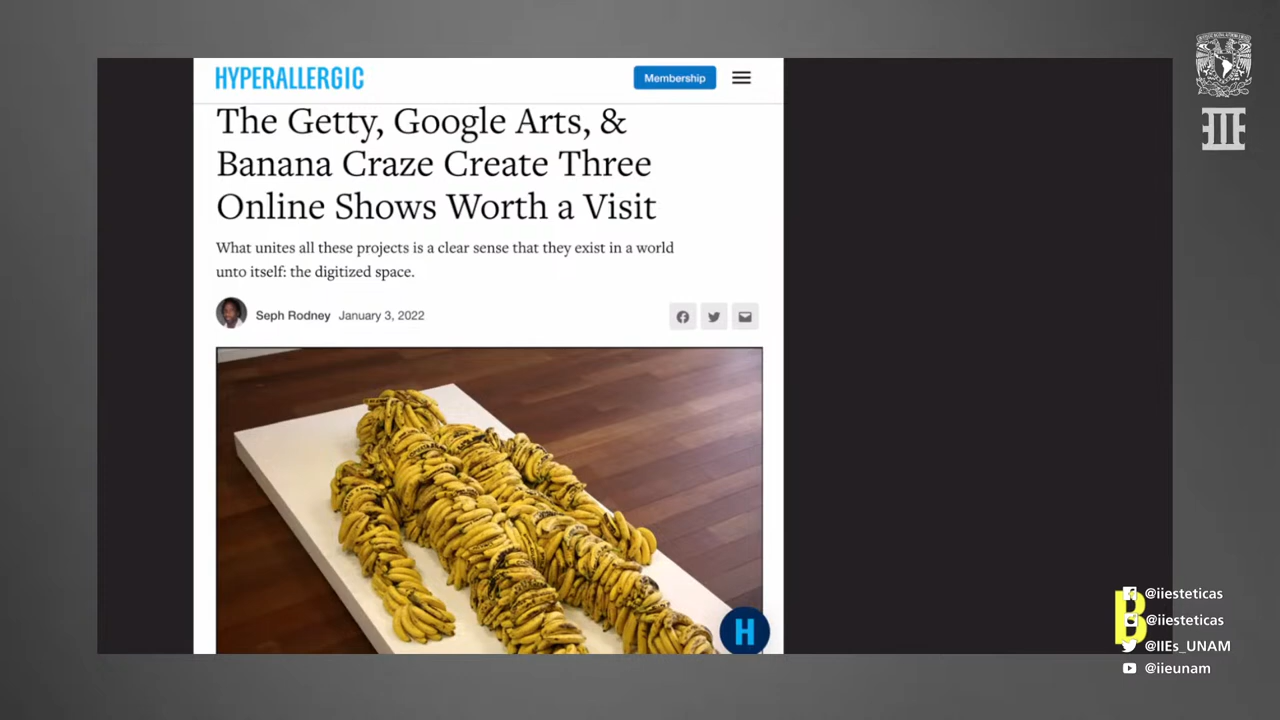 HYPERALLERGIC
Membership
The Getty, Google Arts, &
Banana Craze Create Three
Online Shows Worth a Visit
What unites all these projects is a clear sense that they exist in a world
unto itself: the digitized space.
Seph Rodney January 3, 2022
H
B
@iiesteticas
@iiesteticas
@IIEs_UNAM
@iieunam